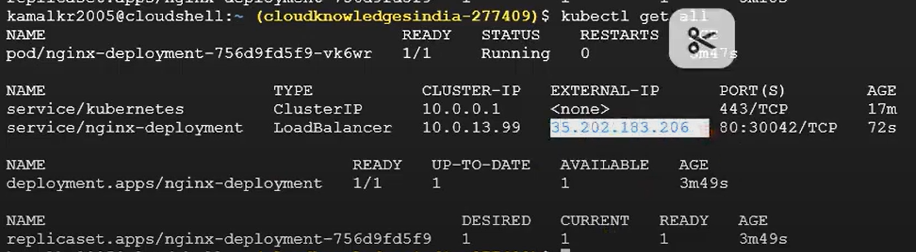 kamalkr2005@cloudshell:~ (cloudknowledgesindia-277409)$ kubectl get all
NAME READY STATUS RESTARTS
pod/nginx-deployment-756d9fd5f9-vk6wr 1/1 Running 0 3m47s
NAME TYPE CLUSTER-IP EXTERNAL-IP PORT(S) AGE
service/kubernetes ClusterIP 10.0.0.1 <none> 443/TCP 17m
service/nginx-deployment LoadBalancer 10.0.13.99 35.202.183.206 80:30042/TCP 72s
NAME READY UP-TO-DATE AVAILABLE AGE
deployment.apps/nginx-deployment 1/1 1 1 3m49s
NAME DESIRED CURRENT READY AGE
replicaset.apps/nginx-deployment-756d9fd5f9 1 1 1 3m50s